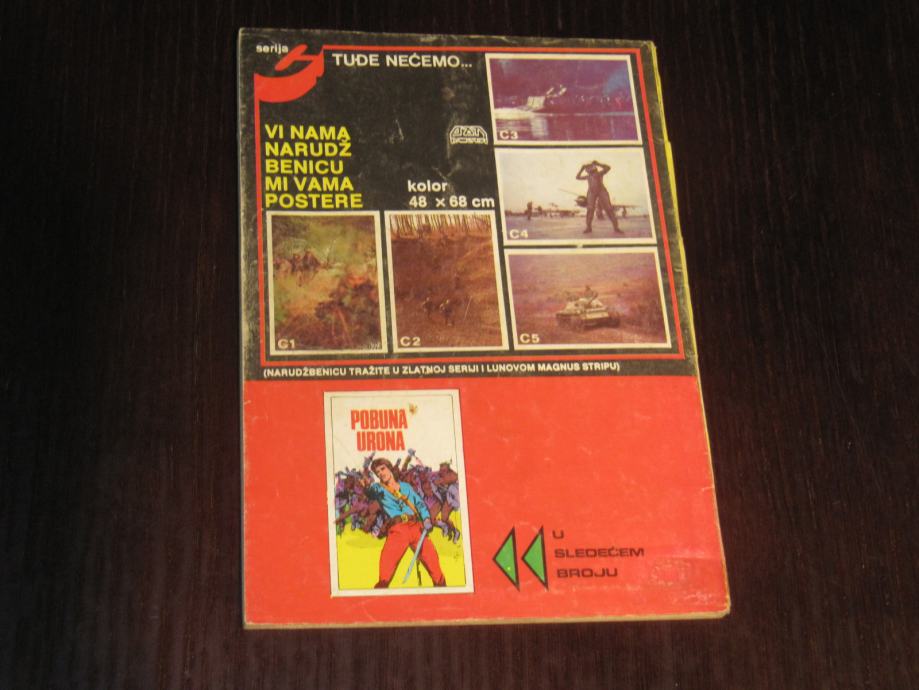 serija
TUĐE NEĆEMO...
VI NAMA
NARUDŽ
BENICU
MI VAMA
POSTERE
kolor
48 x 68 cm
C3
C4
C1
C2
C5
(NARUDŽBENICU TRAŽITE U ZLATNOJ SERIJI I LUNOVOM MAGNUS STRIPU)
POBUNA
URONA
U
SLEDEĆEM
BROJU